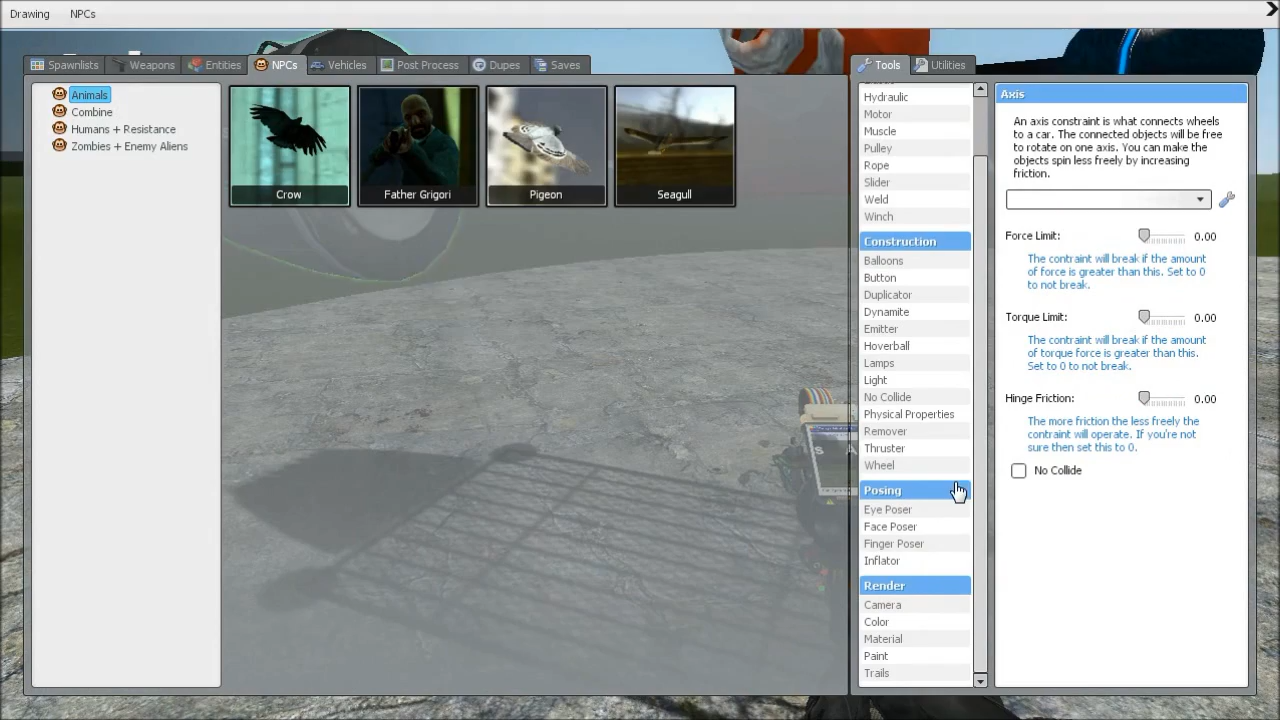 Drawing NPCs
Spawnlists Weapons Entities NPCs Vehicles Post Process Dupes Saves
Animals
Combine
Humans + Resistance
Zombies + Enemy Aliens
Crow Father Grigori Pigeon Seagull
Tools Utilities
Hydraulic
Motor
Muscle
Pulley
Rope
Slider
Weld
Winch
Construction
Balloons
Button
Duplicator
Dynamite
Emitter
Hoverball
Lamps
Light
No Collide
Physical Properties
Remover
Thruster
Wheel
Posing
Eye Poser
Face Poser
Finger Poser
Inflator
Render
Camera
Color
Material
Paint
Trails
Axis
An axis constraint is what connects wheels
to a car. The connected objects will be free
to rotate on one axis. You can make the
objects spin less freely by increasing
friction.
Force Limit: 0.00
The contraint will break if the amount
of force is greater than this. Set to 0
to not break.
Torque Limit: 0.00
The contraint will break if the amount
of torque force is greater than this.
Set to 0 to not break.
Hinge Friction: 0.00
The more friction the less freely the
contraint will operate. If you're not
sure then set this to 0.
No Collide